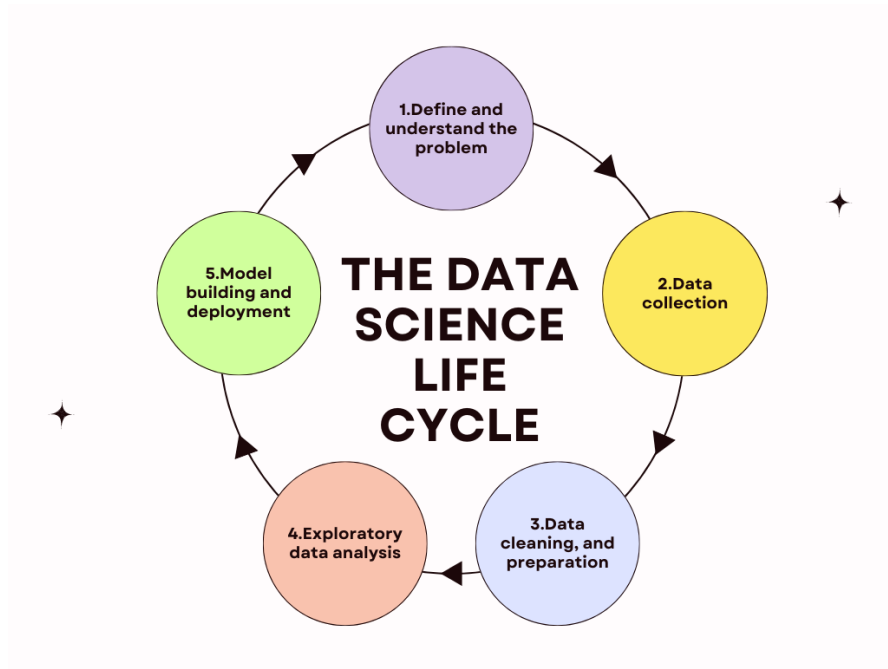 1.Define and
understand the
problem
2.Data
collection
3.Data
cleaning, and
preparation
4.Exploratory
data analysis
5.Model
building and
deployment
THE DATA
SCIENCE
LIFE
CYCLE